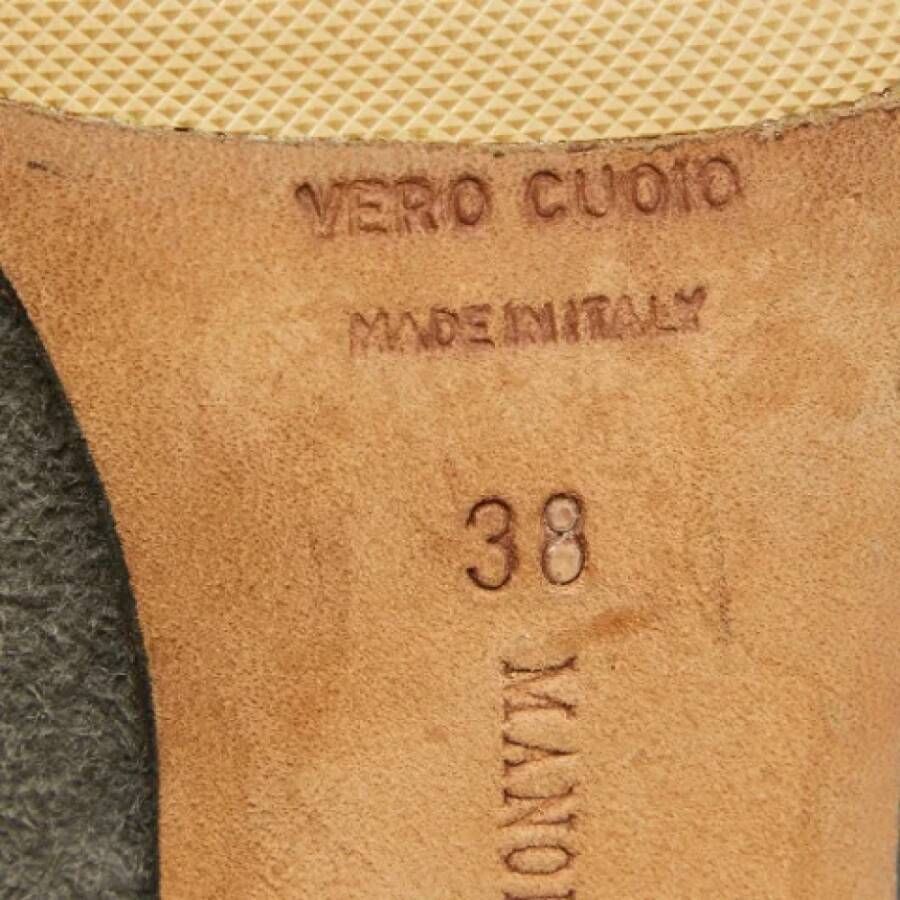 VERO CUOIO
MADE IN ITALY
38
MANOL